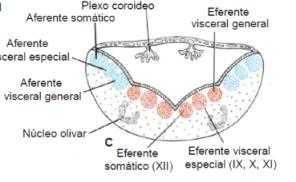 Plexo coroideo
Aferente somático
Aferente
visceral especial
Aferente
visceral general
Núcleo olivar
C
Eferente
somático (XII)
Eferente visceral
especial (IX, X, XI)
Eferente
visceral general